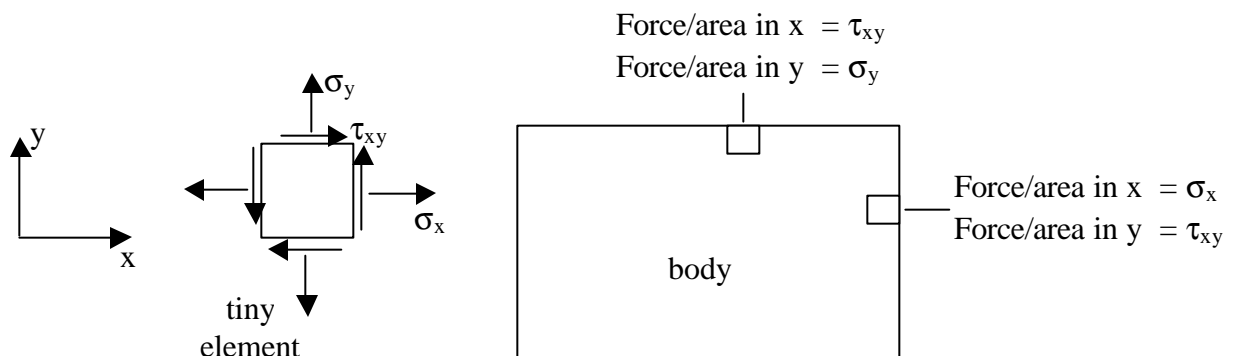 Force/area in x = τxy
Force/area in y = σy
σy
τxy
y
σx
x
tiny
element
body
Force/area in x = σx
Force/area in y = τxy